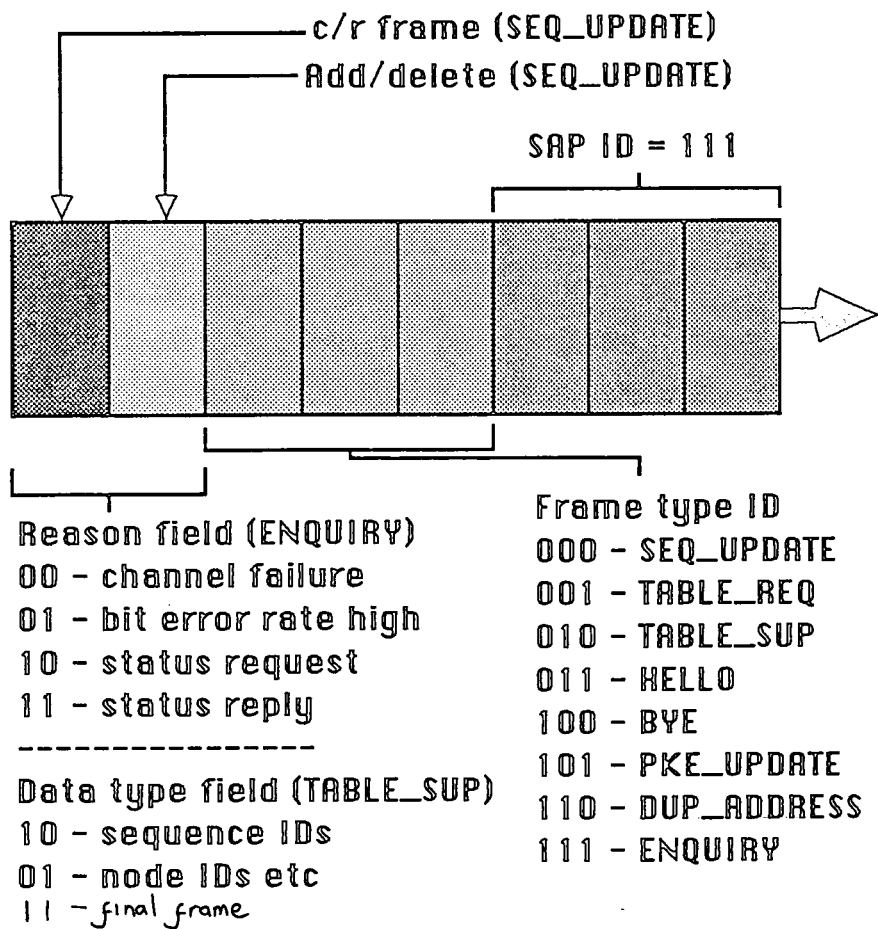 c/r frame (SEQ_UPDATE)
Add/delete (SEQ_UPDATE)
SAP ID = 111
Reason field (ENQUIRY)
00 - channel failure
01 - bit error rate high
10 - status request
11 - status reply
----------------
Data type field (TABLE_SUP)
10 - sequence IDs
01 - node IDs etc
11 - final frame
Frame type ID
000 - SEQ_UPDATE
001 - TABLE_REQ
010 - TABLE_SUP
011 - HELLO
100 - BYE
101 - PKE_UPDATE
110 - DUP_ADDRESS
111 - ENQUIRY